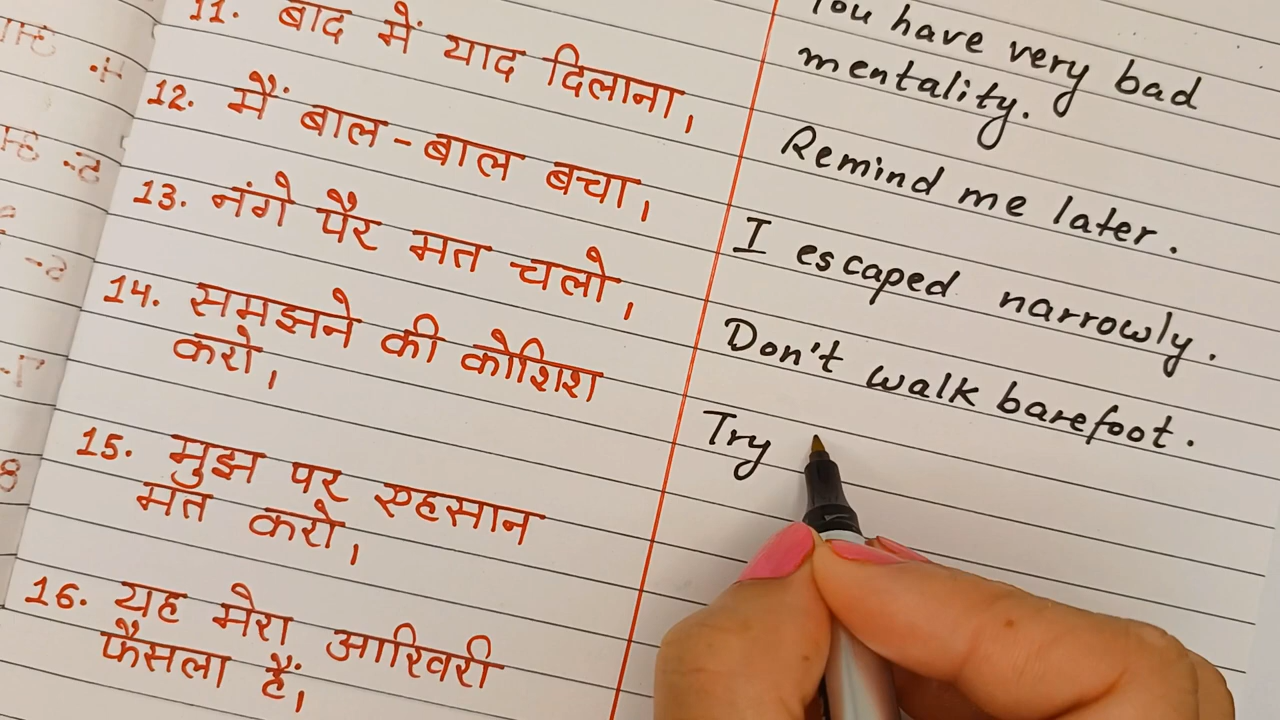 11. बाद में याद दिलाना।
12. मैं बाल-बाल बचा।
13. नंगे पैर मत चलो।
14. समझने की कोशिश
करो।
15. मुझ पर एहसान
मत करो।
16. यह मेरा आखिरी
फैसला हैं।
You have very bad
mentality.
Remind me later.
I escaped narrowly.
Don't walk barefoot.
Try